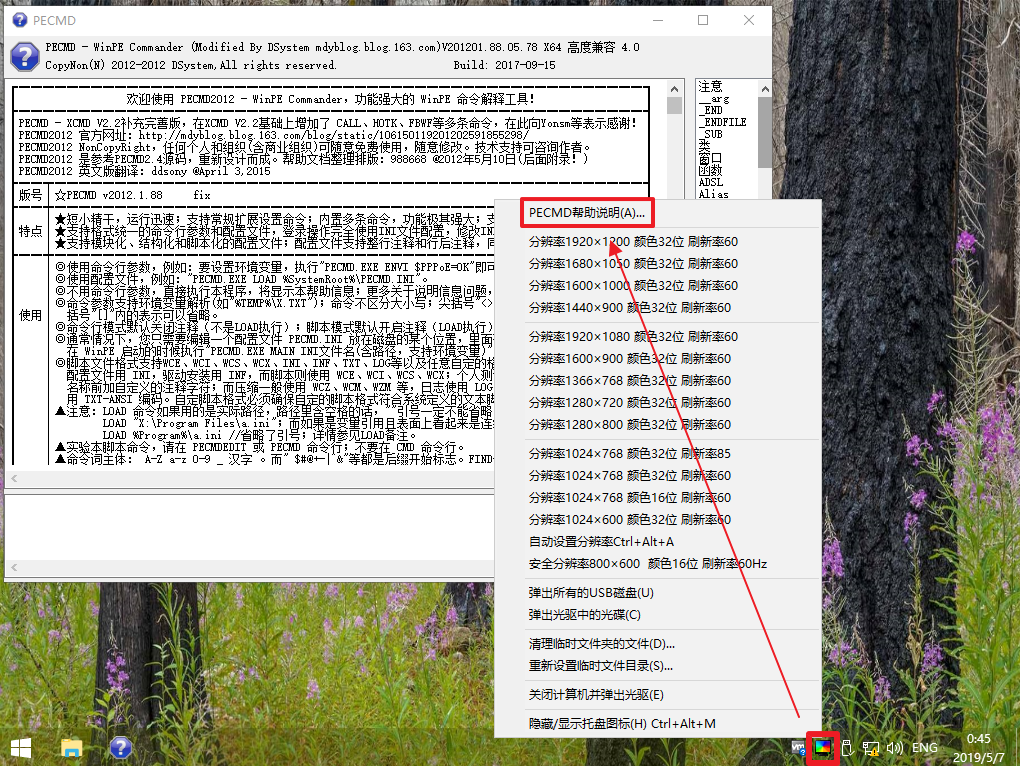 PECMD
PECMD - WinPE Commander (Modified By DSystem mdyblog.blog.163.com)V201201.88.05.78 X64 高度兼容 4.0
CopyNon(N) 2012-2012 DSystem,All rights reserved. Build: 2017-09-15
欢迎使用 PECMD2012 - WinPE Commander，功能强大的 WinPE 命令解释工具！
PECMD - XCMD V2.2补充完善版，在XCMD V2.2基础上增加了 CALL、HOTK、FBWF等多条命令，在此向Yonsm等表示感谢！
PECMD2012 官方网址：http://mdyblog.blog.163.com/blog/static/106150119201202591855298/
PECMD2012 NonCopyRight，任何个人和组织(含商业组织)可随意免费使用，随意修改。技术支持可咨询作者。
PECMD2012 是参考PECMD2.4源码，重新设计而成。帮助文档整理排版：988668 @2012年5月10日(后面附录！)
PECMD2012 英文版翻译：ddsony @April 3,2015
版号 ☆PECMD v2012.1.88 fix
特点
★短小精干，运行迅速；支持常规扩展设置命令；内置多条命令，功能极其强大；支
★支持格式统一的命令行参数和配置文件，登录操作完全使用INI文件配置，修改IN
★支持模块化、结构化和脚本化的配置文件；配置文件支持整行注释和行后注释，同
使用
◎使用命令行参数，例如：要设置环境变量，执行"PECMD.EXE ENVI $PPPoE=OK"即可
◎使用配置文件，例如："PECMD.EXE LOAD %SystemRoot%\PECMD.INI"
◎不用命令行参数，直接执行本程序，将显示本帮助信息；更多关于说明信息问题，
◎命令参数支持环境变量解析(如"%TEMP%\X.TXT")；命令不区分大小写；尖括号"<>
括号"[]"内的表示可以省略。
◎命令行模式默认关闭注释（不是LOAD执行）；脚本模式默认开启注释（LOAD执行）
◎通常情况下，您只需要编辑一个配置文件 PECMD.INI 放在磁盘的某个位置，里面
在 WinPE 启动的时候执行"PECMD.EXE MAIN INI文件名(含路径，支持环境变量)
◎脚本文件格式支持WCE、WCI、WCS、WCX、INI、INF、TXT、LOG等以及任意自定的格
配置文件用 INI，驱动安装用 INF，而脚本则使用 WCE、WCI、WCS、WCX；个人则
名称前加自定义的注释字符；而压缩一般使用 WCZ、WCM、WZM 等，日志使用 LOG
用 TXT-ANSI 编码。自定脚本格式必须确保自定的脚本格式符合系统定义的文本脚
▲注意：LOAD 命令如果用的是实际路径，路径里含空格的话，""引号一定不能省略
LOAD "X:\Program Files\a.ini"；而如果是变量引用且表面上看起来是连续
LOAD %Program%\a.ini //省略了引号；详情参见LOAD备注。
▲实验本脚本命令，请在 PECMDEDIT 或 PECMD 命令行；不要在 CMD 命令行。
▲命令词主体： A-Z a-z 0-9 _ 汉字 。而" $#@←|`&"等都是后缀开始标志。FIND
注意
__arg
_END
_ENDFILE
_SUB
类
窗口
函数
ADSL
Alias
PECMD帮助说明(A)...
分辨率1920×1200 颜色32位 刷新率60
分辨率1680×1050 颜色32位 刷新率60
分辨率1600×1000 颜色32位 刷新率60
分辨率1440×900 颜色32位 刷新率60
分辨率1920×1080 颜色32位 刷新率60
分辨率1600×900 颜色32位 刷新率60
分辨率1366×768 颜色32位 刷新率60
分辨率1280×720 颜色32位 刷新率60
分辨率1280×800 颜色32位 刷新率60
分辨率1024×768 颜色32位 刷新率85
分辨率1024×768 颜色32位 刷新率60
分辨率1024×768 颜色16位 刷新率60
分辨率1024×600 颜色32位 刷新率60
自动设置分辨率Ctrl+Alt+A
安全分辨率800×600 颜色16位 刷新率60Hz
弹出所有的USB磁盘(U)
弹出光驱中的光碟(C)
清理临时文件夹的文件(D)...
重新设置临时文件目录(S)...
关闭计算机并弹出光驱(E)
隐藏/显示托盘图标(H) Ctrl+Alt+M
ENG
0:45
2019/5/7